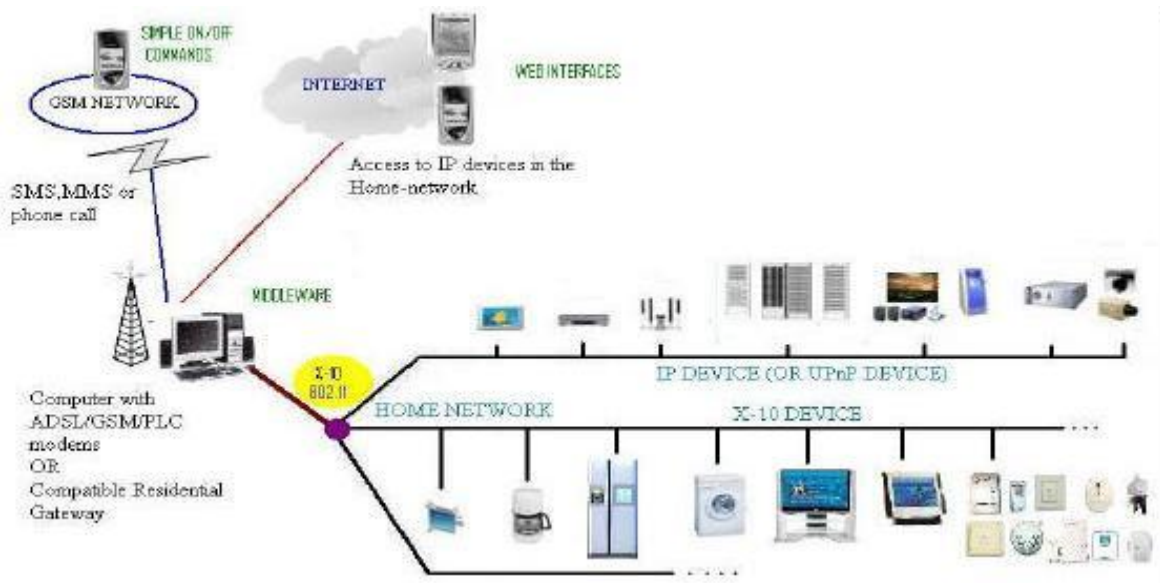 SIMPLE ON/OFF
COMMANDS
GSM NETWORK
INTERNET
WEB INTERFACES
Access to IP devices in the
Home-network
SMS,MMS or
phone call
MIDDLEWARE
X-10
802.11
IP DEVICE (OR UPnP DEVICE)
HOME NETWORK
X-10 DEVICE
Computer with
ADSL/GSM/PLC
modems
OR
Compatible Residential
Gateway